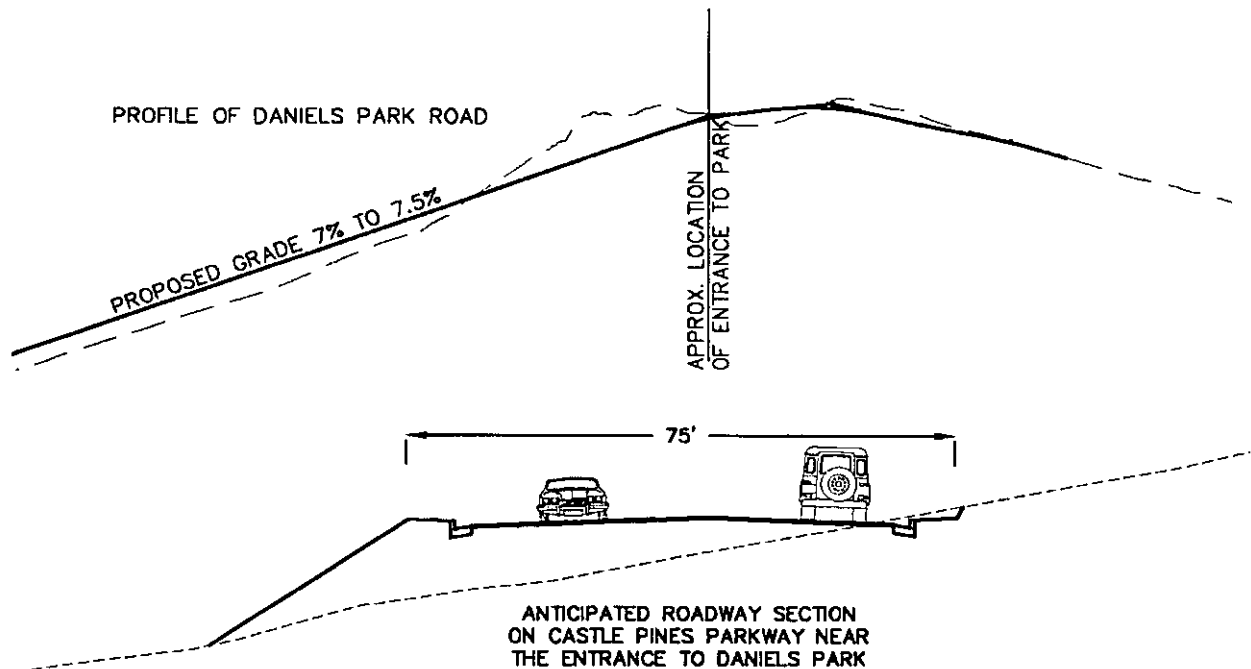 PROFILE OF DANIELS PARK ROAD
PROPOSED GRADE 7% TO 7.5%
APPROX. LOCATION
OF ENTRANCE TO PARK
75'
ANTICIPATED ROADWAY SECTION
ON CASTLE PINES PARKWAY NEAR
THE ENTRANCE TO DANIELS PARK